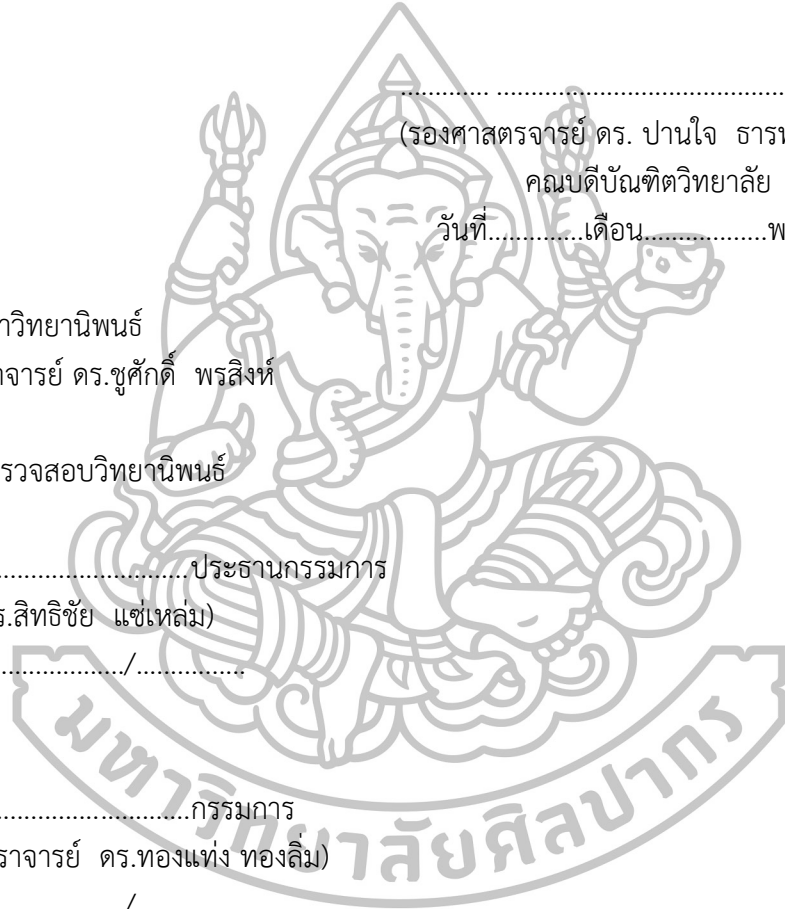 ............. ..........................................
(รองศาสตรจารย์ ดร. ปานใจ ธาร
คณบดีบัณฑิตวิทยาลัย
วันที่..............เดือน..................พ
าวิทยานิพนธ์
าจารย์ ดร.ชูศักดิ์ พรสิงห์
รวจสอบวิทยานิพนธ์
............................ประธานกรรมการ
ร.สิทธิชัย แซ่เหล่ม)
................../................
............................กรรมการ
ราจารย์ ดร.ทองแท่ง ทองลิ่ม)
/
มหาวิทยาลัยศิลปากร